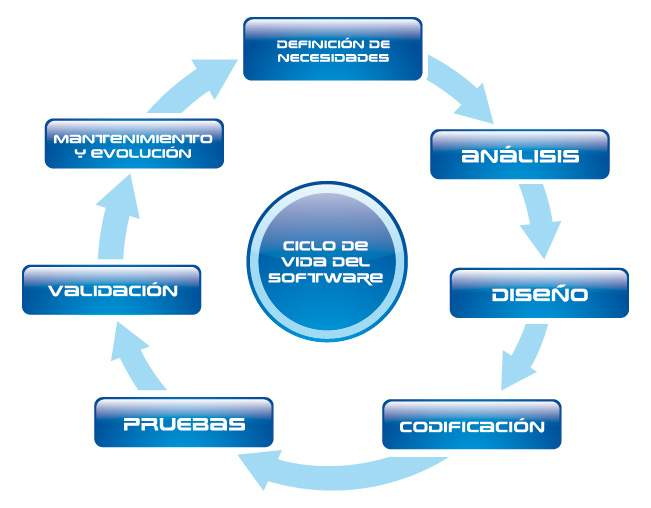 DEFINICIÓN DE
NECESIDADES
ANÁLISIS
DISEÑO
CODIFICACIÓN
PRUEBAS
VALIDACIÓN
MANTENIMIENTO
Y EVOLUCIÓN
CICLO DE
VIDA DEL
SOFTWARE